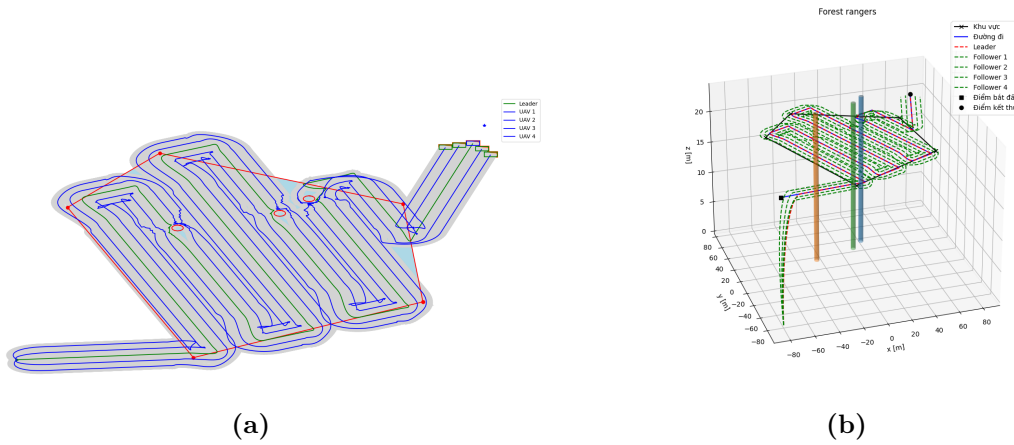 Forest rangers
Leader
UAV 1
UAV 2
UAV 3
UAV 4
Khu vực
Đường đi
Leader
Follower 1
Follower 2
Follower 3
Follower 4
Điểm bắt đầ
Điểm kết thú
z [m]
20
15
10
5
0
80
60
40
20
0
−20
−40
−60
−80
y [m]
−80
−60
−40
−20
0
20
40
60
80
x [m]
(a)
(b)